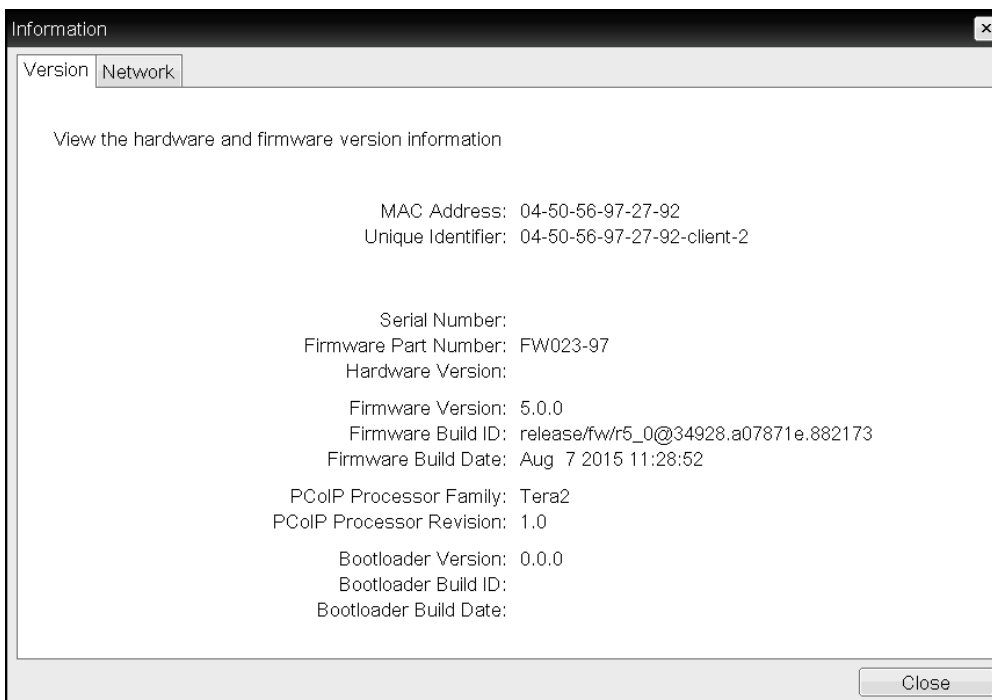 Information
Version Network
View the hardware and firmware version information
MAC Address: 04-50-56-97-27-92
Unique Identifier: 04-50-56-97-27-92-client-2
Serial Number:
Firmware Part Number: FW023-97
Hardware Version:
Firmware Version: 5.0.0
Firmware Build ID: release/fw/r5_0@34928.a07871e.882173
Firmware Build Date: Aug  7 2015 11:28:52
PCoIP Processor Family: Tera2
PCoIP Processor Revision: 1.0
Bootloader Version: 0.0.0
Bootloader Build ID:
Bootloader Build Date:
Close